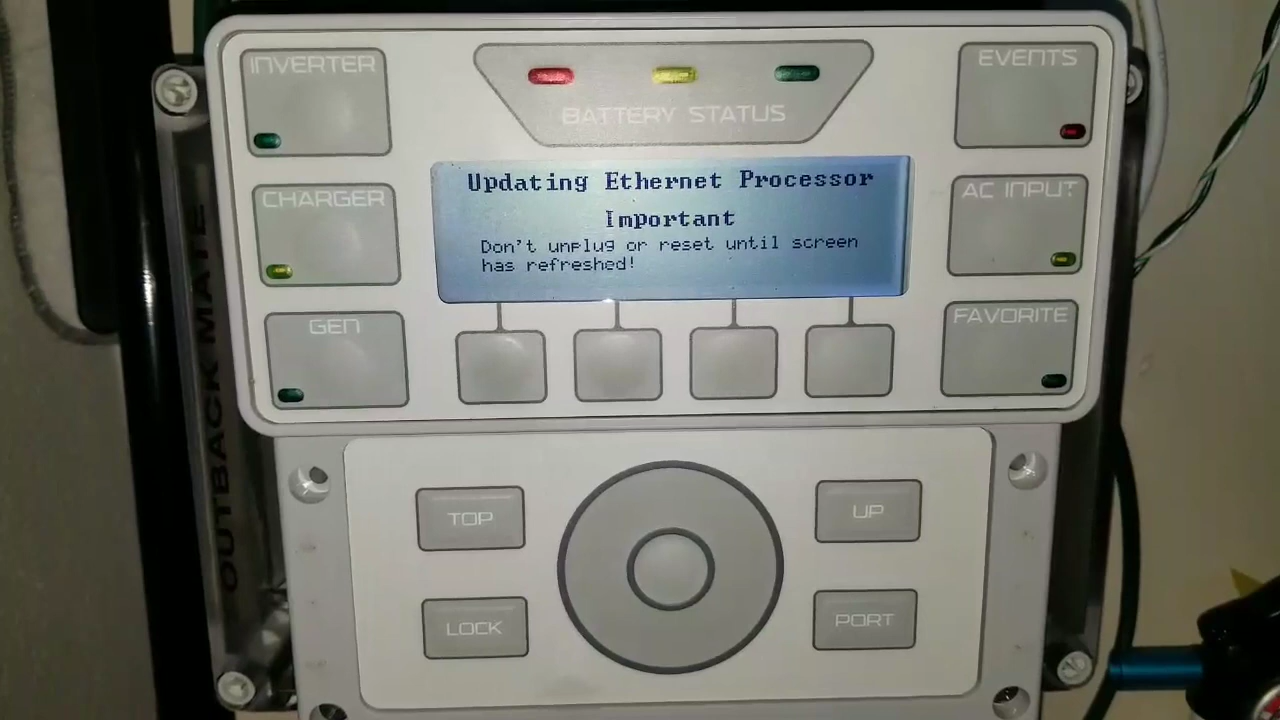 INVERTER
BATTERY STATUS
EVENTS
CHARGER
AC INPUT
GEN
FAVORITE
Updating Ethernet Processor
Important
Don't unplug or reset until screen
has refreshed!
TOP
UP
LOCK
PORT
OUTBACK MATE